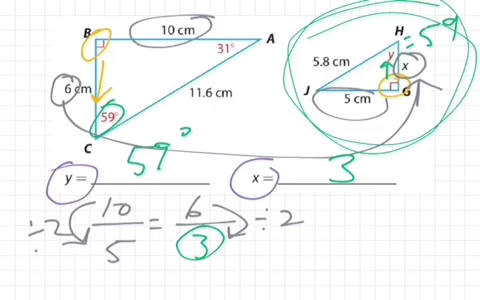 10 cm
B A H = 59
31° y
5.8 cm x
6 cm 11.6 cm J G
59° 5 cm
C
59°
y = x = 3
÷2 10/5 = 6/3 ÷2